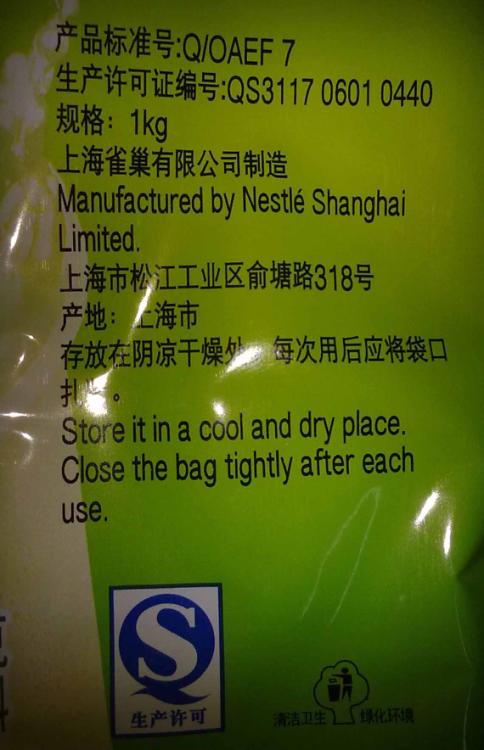 产品标准号:Q/OAEF 7
生产许可证编号:QS3117 0601 0440
规格：1kg
上海雀巢有限公司制造
Manufactured by Nestlé Shanghai
Limited.
上海市松江工业区俞塘路318号
产地：上海市
存放在阴凉干燥处。每次用后应将袋口
扎。
Store it in a cool and dry place.
Close the bag tightly after each
use.
S
生产许可
清洁卫生 绿化环境